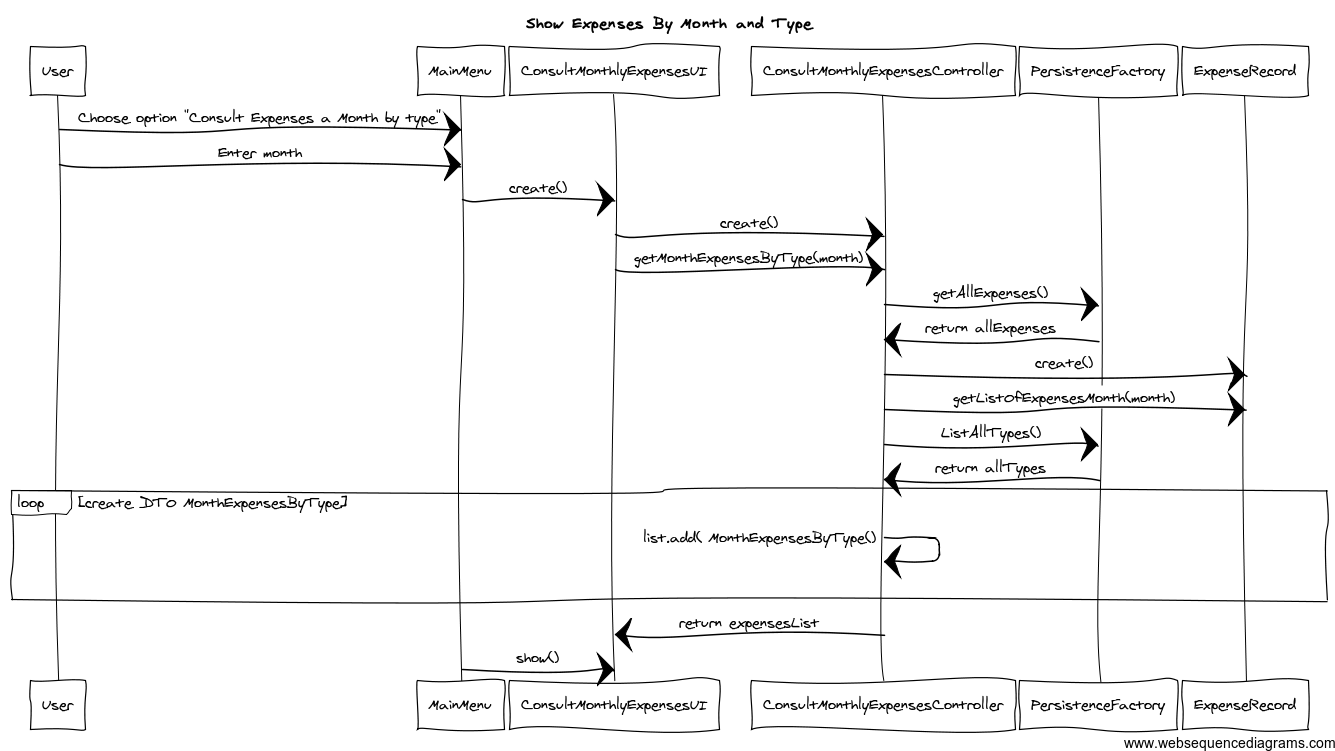 Show Expenses By Month and Type
User MainMenu ConsultMonthlyExpensesUI ConsultMonthlyExpensesController PersistenceFactory ExpenseRecord
Choose option "Consult Expenses a Month by type"
Enter month
create()
create()
getMonthExpensesByType(month)
getAllExpenses()
return allExpenses
create()
getListOfExpensesMonth(month)
ListAllTypes()
return allTypes
loop [create DTO MonthExpensesByType]
list.add( MonthExpensesByType()
return expensesList
show()
User MainMenu ConsultMonthlyExpensesUI ConsultMonthlyExpensesController PersistenceFactory ExpenseRecord
www.websequencediagrams.com